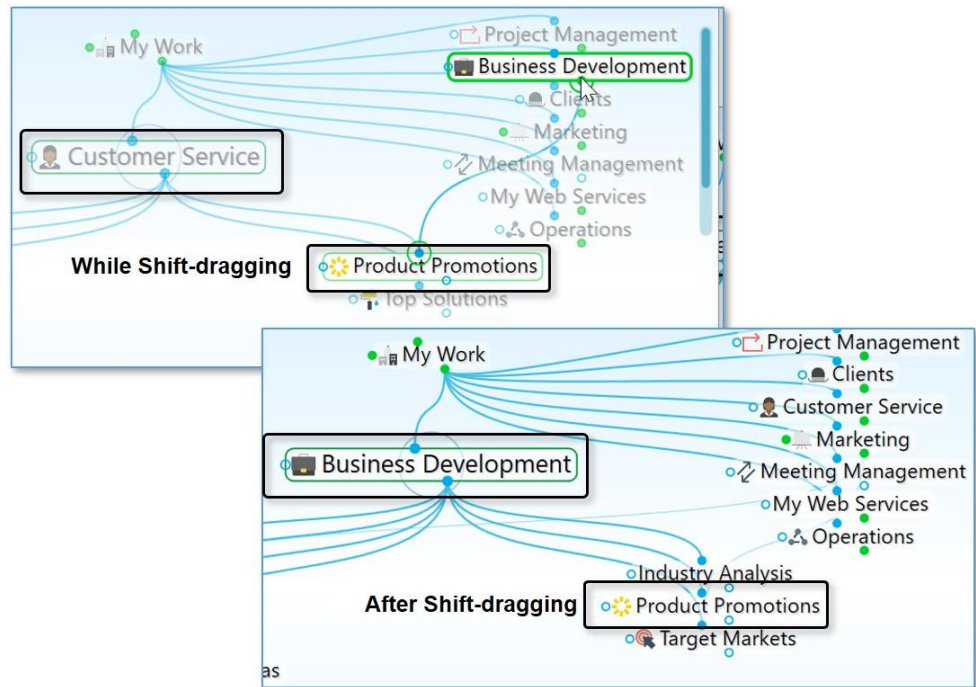 My Work
Project Management
Business Development
Clients
Marketing
Customer Service
Meeting Management
My Web Services
Operations
While Shift-dragging
Product Promotions
Top Solutions
My Work
Project Management
Clients
Customer Service
Marketing
Business Development
Meeting Management
My Web Services
Operations
Industry Analysis
After Shift-dragging
Product Promotions
Target Markets
as